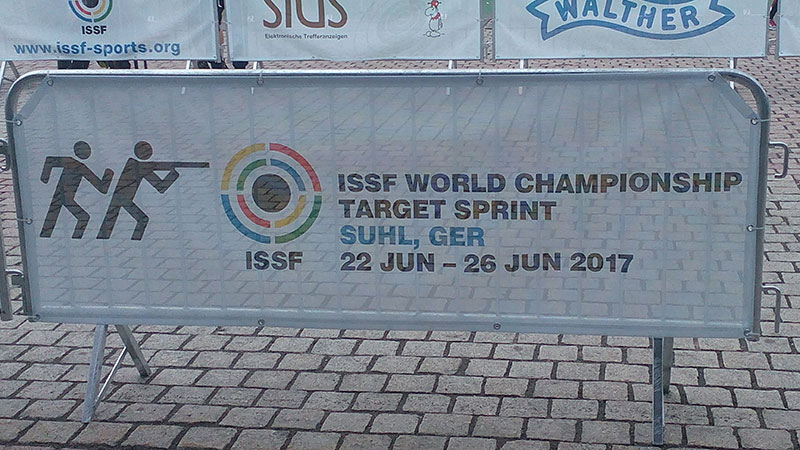 ISSF
www.issf-sports.org
SIUS
Elektronische Trefferanzeigen
WALTHER
ISSF WORLD CHAMPIONSHIP
TARGET SPRINT
SUHL, GER
22 JUN – 26 JUN 2017
ISSF